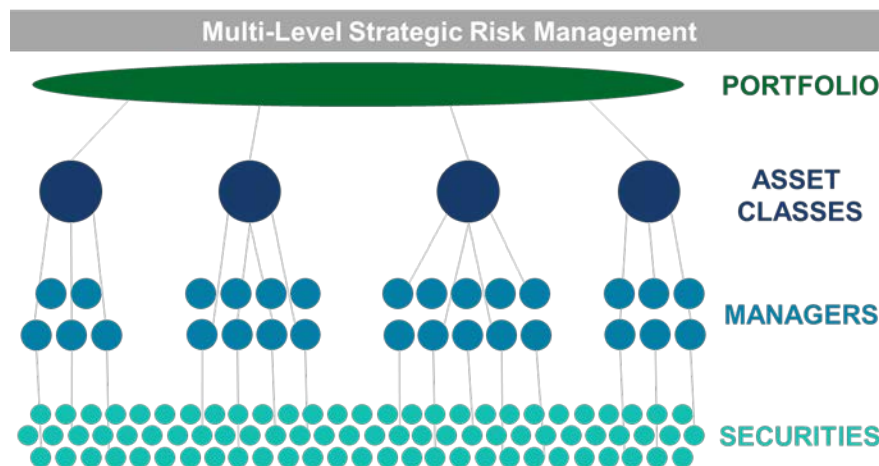 Multi-Level Strategic Risk Management
PORTFOLIO
ASSET
CLASSES
MANAGERS
SECURITIES